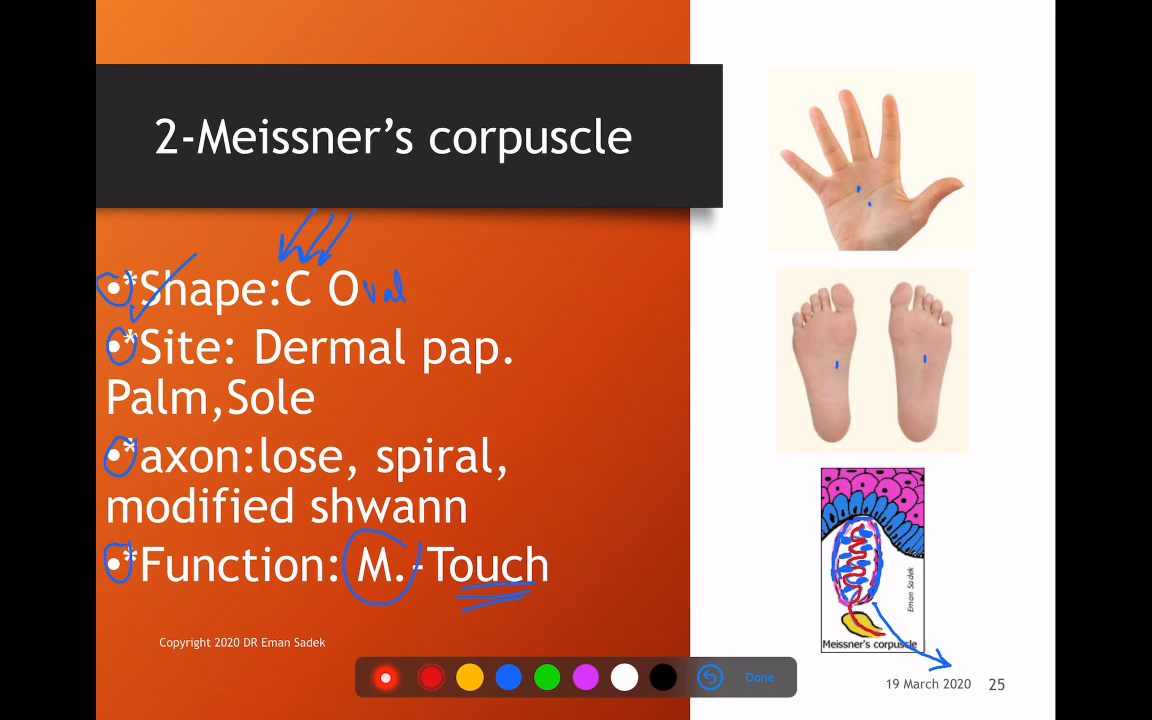 2-Meissner's corpuscle
•*Shape:C Oval
•*Site: Dermal pap.
Palm,Sole
•*axon:lose, spiral,
modified shwann
•*Function: M.-Touch
Copyright 2020 DR Eman Sadek
Eman Sadek
Meissner's corpuscle
Done
19 March 2020 25